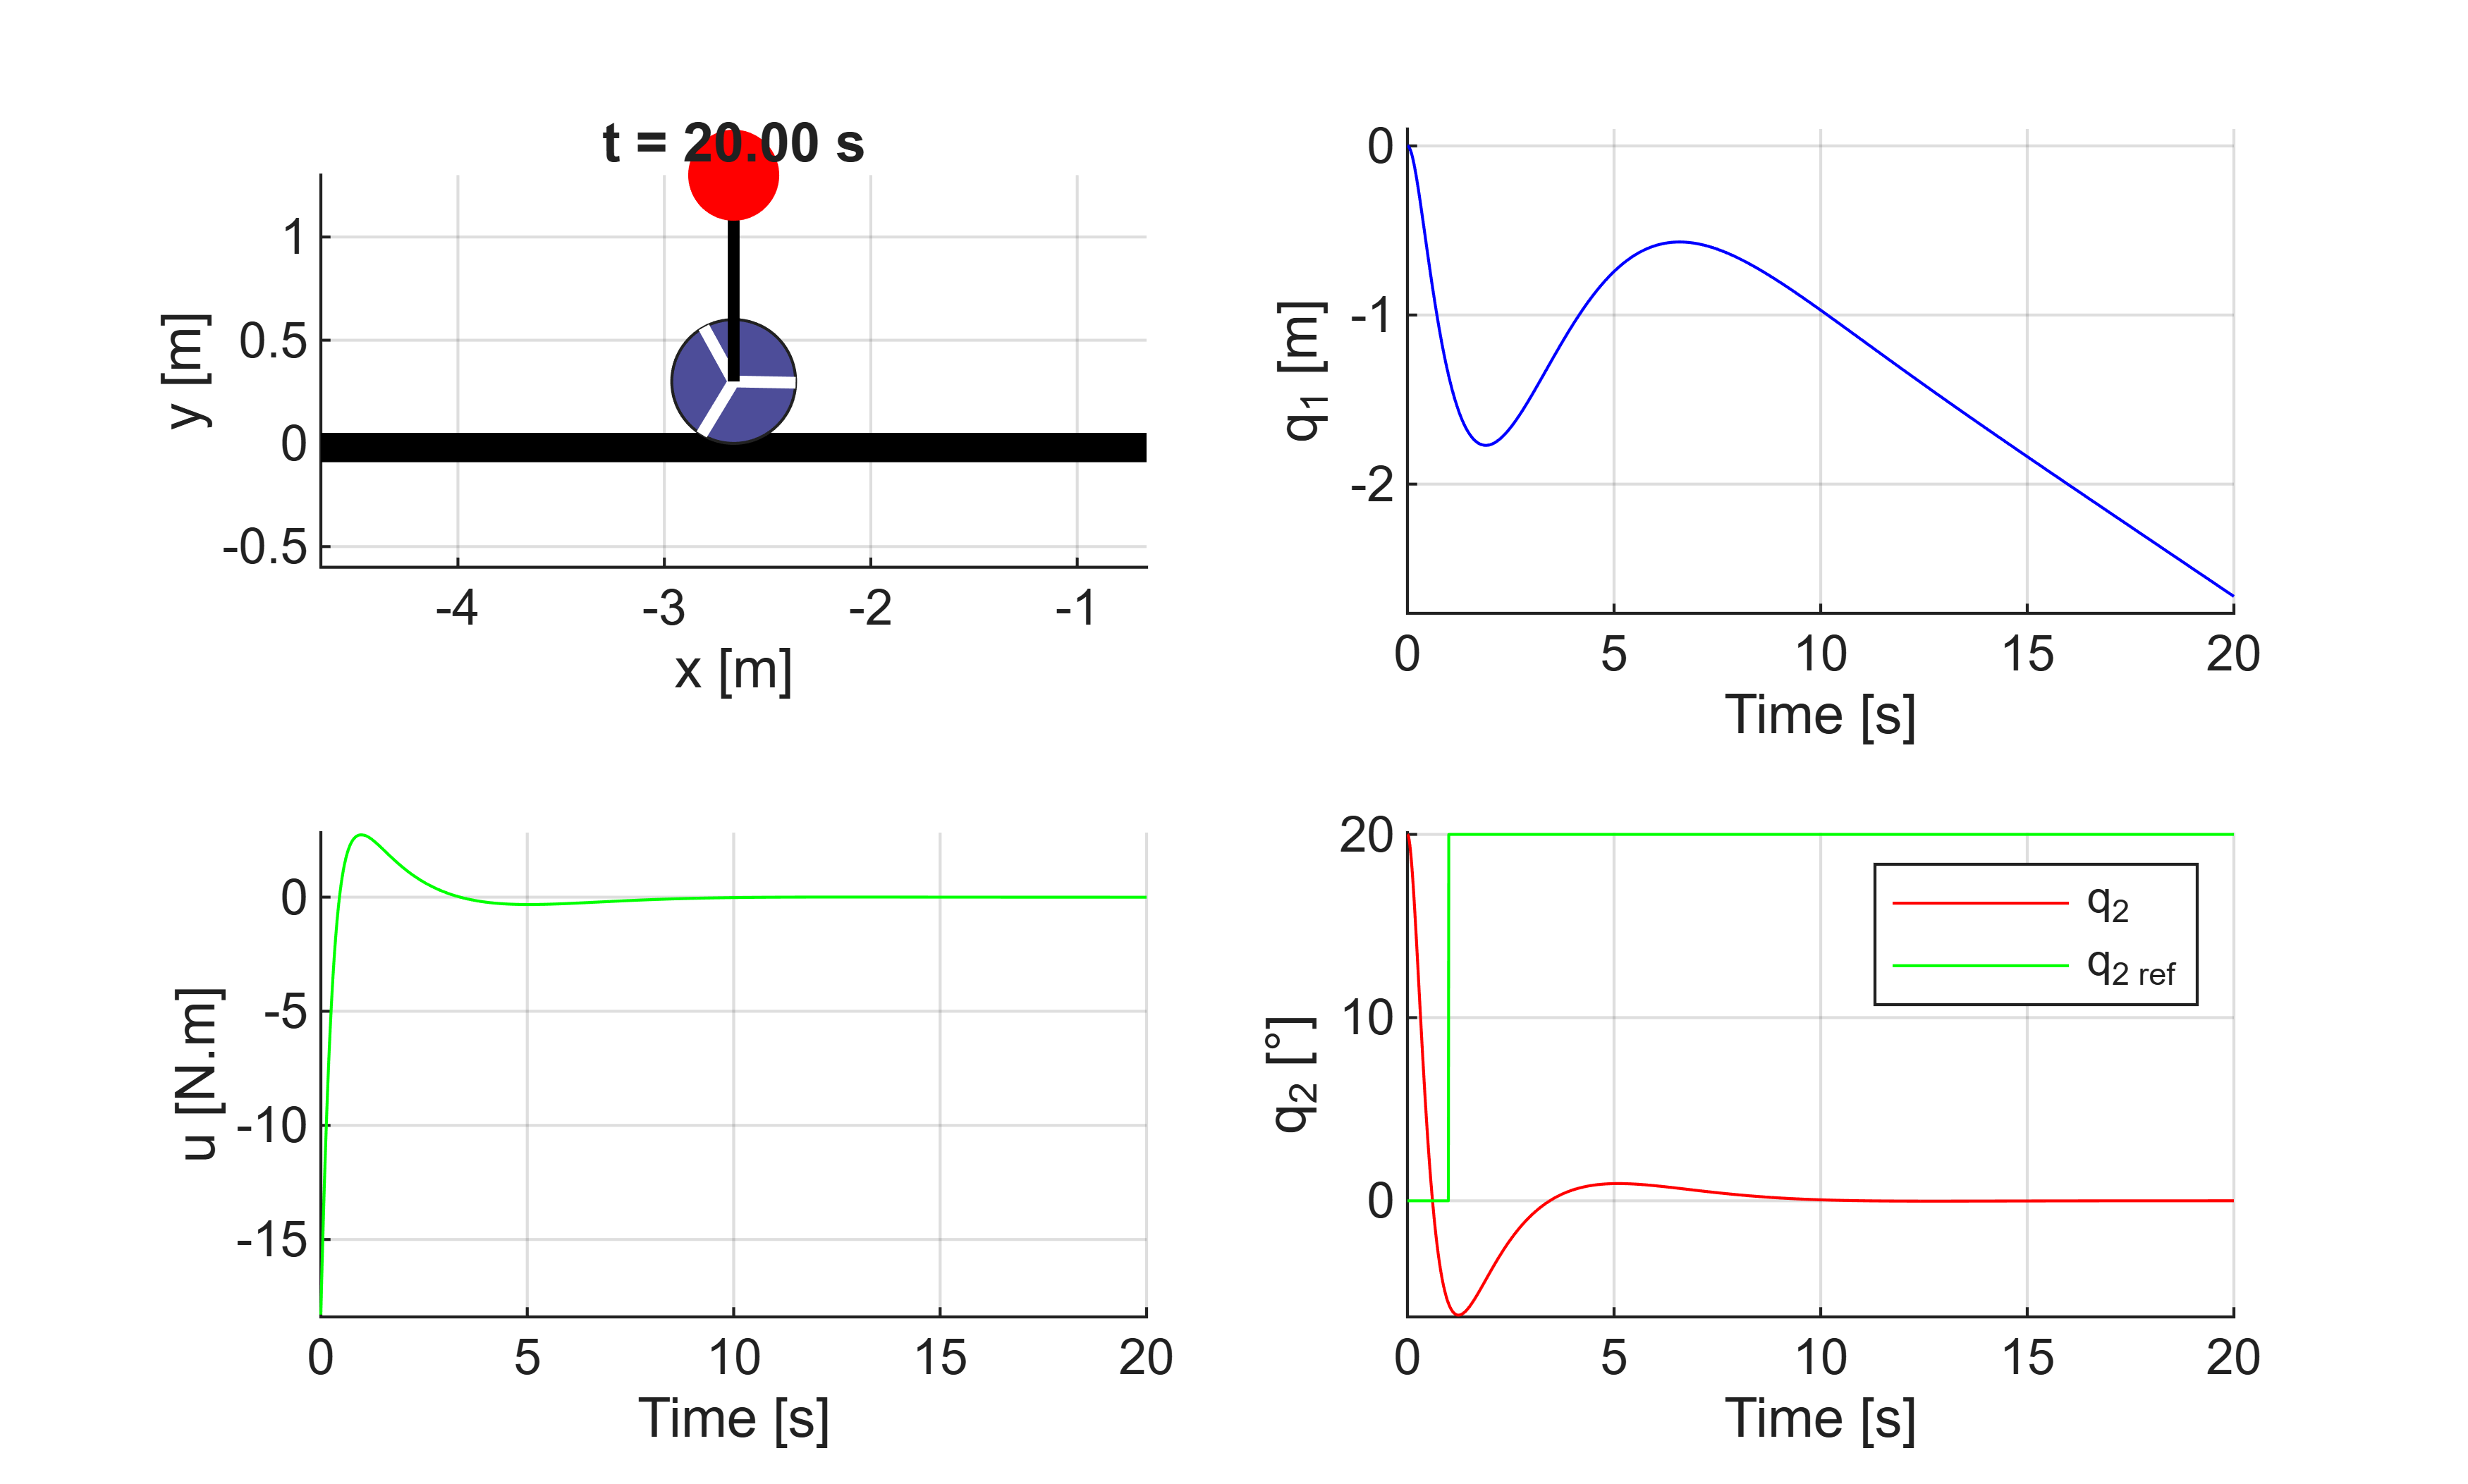 t = 20.00 s
1
0.5
0
-0.5
y [m]
-4 -3 -2 -1
x [m]
0
-1
-2
q1 [m]
0 5 10 15 20
Time [s]
0
-5
-10
-15
u [N.m]
0 5 10 15 20
Time [s]
20
10
0
q2 [°]
q2
q2 ref
0 5 10 15 20
Time [s]